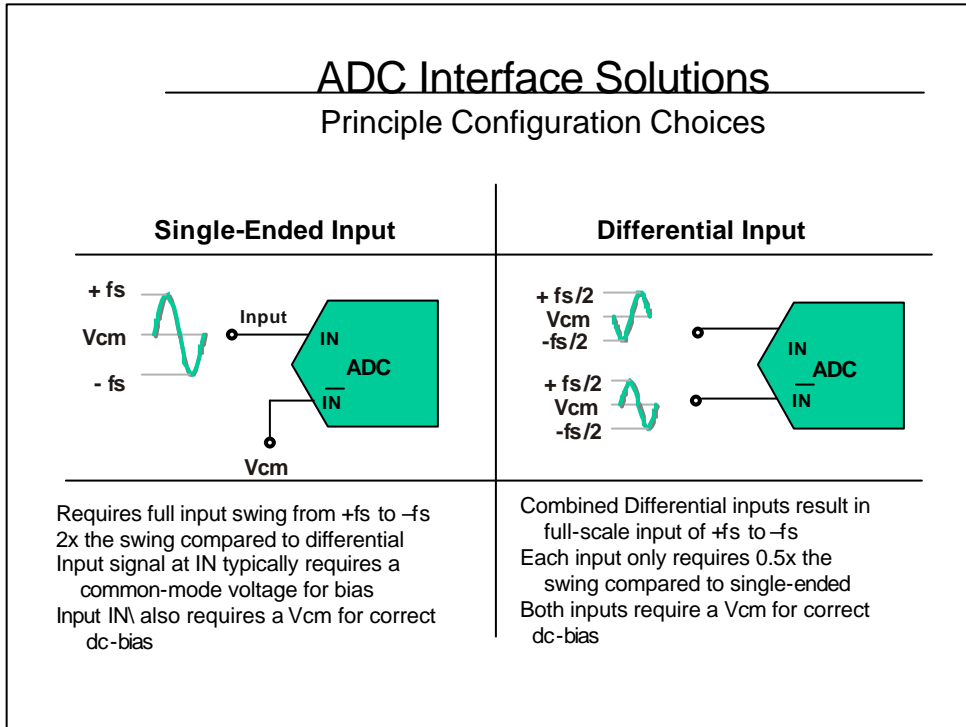 ADC Interface Solutions
Principle Configuration Choices
Single-Ended Input
+ fs
Vcm
- fs
Input
IN
ADC
IN
Vcm
Requires full input swing from +fs to –fs
2x the swing compared to differential
Input signal at IN typically requires a
common-mode voltage for bias
Input IN\ also requires a Vcm for correct
dc-bias
Differential Input
+ fs/2
Vcm
-fs/2
+ fs/2
Vcm
-fs/2
IN
ADC
IN
Combined Differential inputs result in
full-scale input of +fs to –fs
Each input only requires 0.5x the
swing compared to single-ended
Both inputs require a Vcm for correct
dc-bias